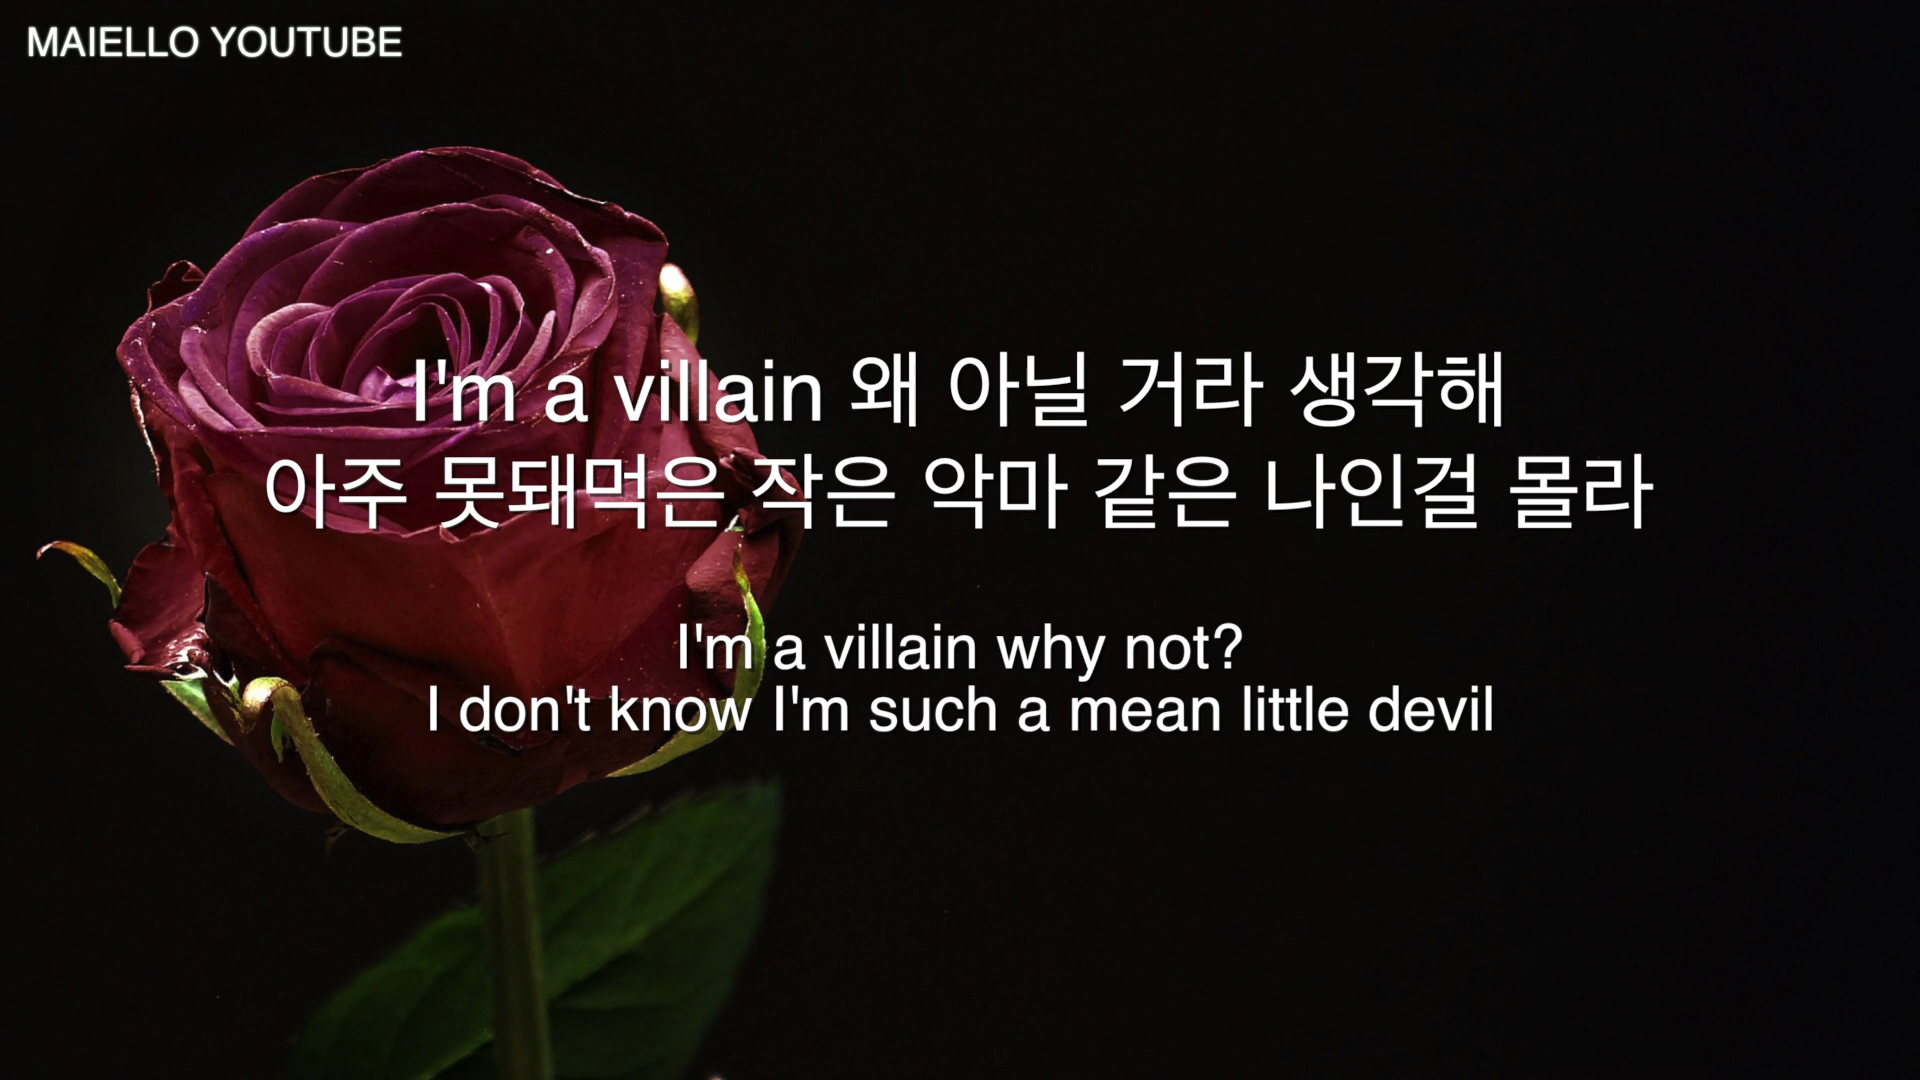 MAIELLO YOUTUBE
I'm a villain 왜 아닐 거라 생각해
아주 못돼먹은 작은 악마 같은 나인걸 몰라
I'm a villain why not?
I don't know I'm such a mean little devil